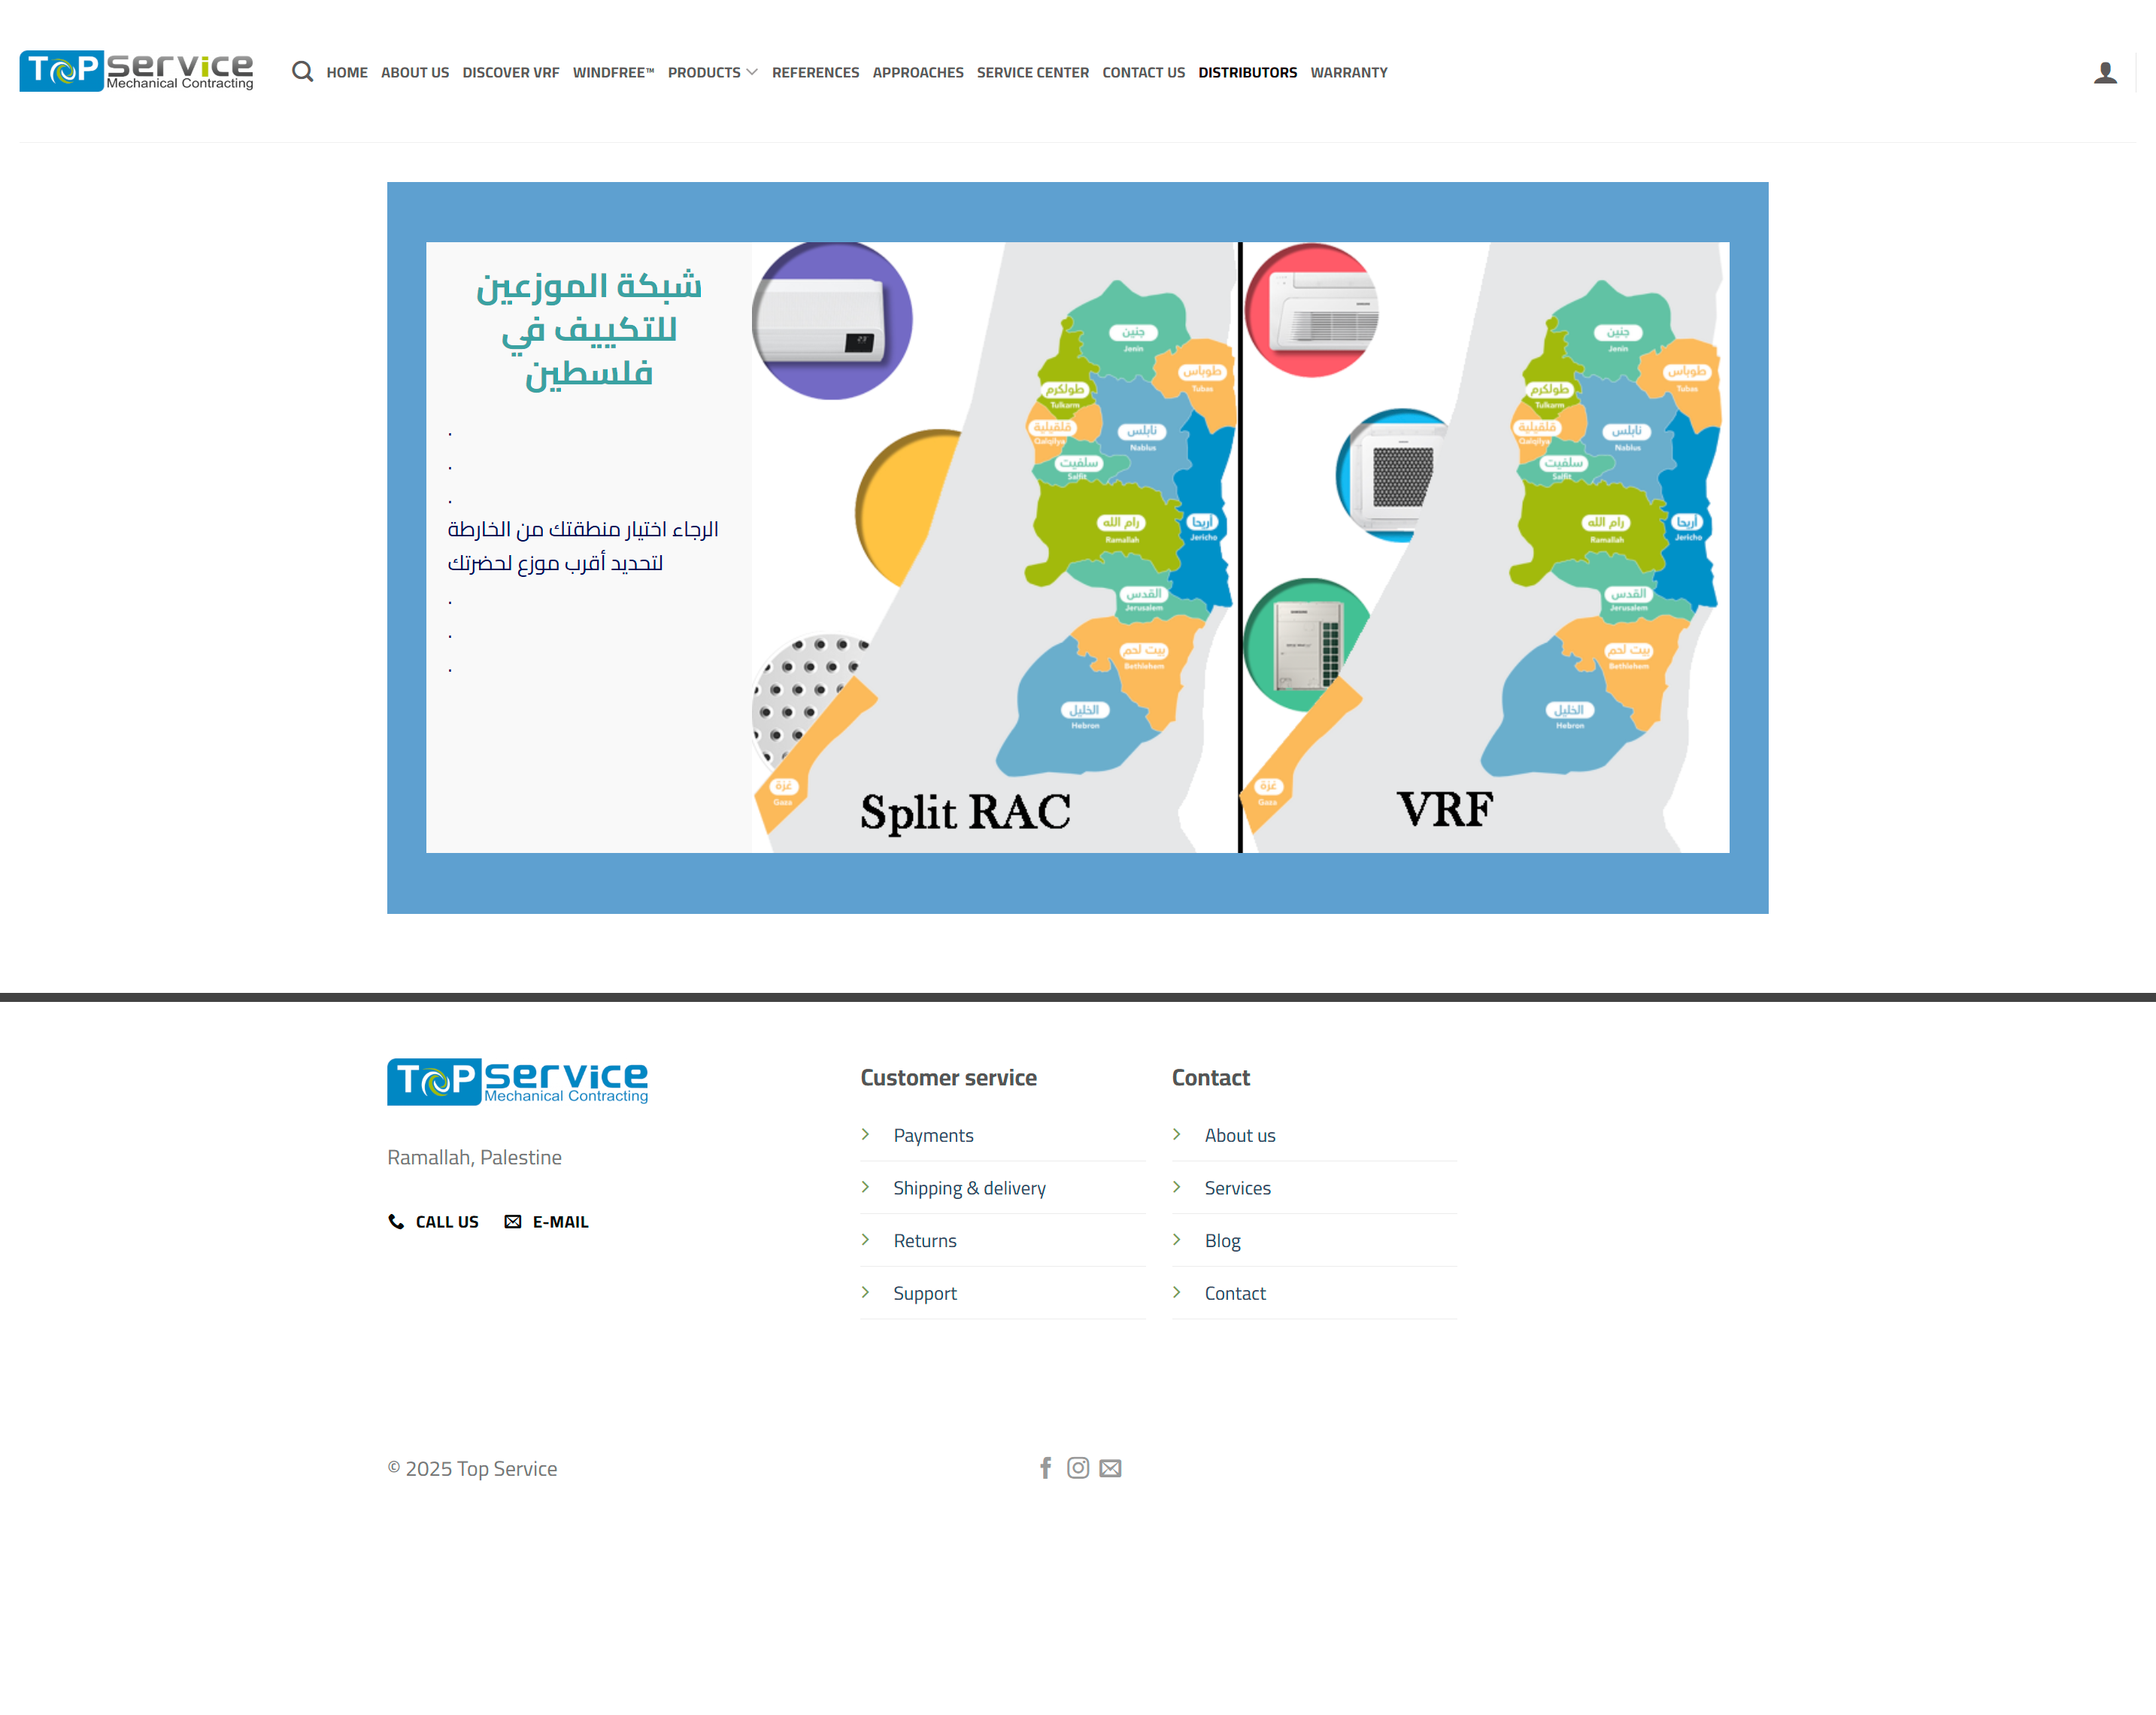 TOP service
Mechanical Contracting
HOME ABOUT US DISCOVER VRF WINDFREE™ PRODUCTS REFERENCES APPROACHES SERVICE CENTER CONTACT US DISTRIBUTORS WARRANTY
شبكة الموزعين
للتكييف في
فلسطين
.
.
.
الرجاء اختيار منطقتك من الخارطة
لتحديد أقرب موزع لحضرتك
.
.
.
جنين
Jenin
طوباس
Tubas
طولكرم
Tulkarm
قلقيلية
Qalqilya
نابلس
Nablus
سلفيت
Salfit
رام الله
Ramallah
أريحا
Jericho
القدس
Jerusalem
بيت لحم
Bethlehem
الخليل
Hebron
غزة
Gaza
Split RAC
جنين
Jenin
طوباس
Tubas
طولكرم
Tulkarm
قلقيلية
Qalqilya
نابلس
Nablus
سلفيت
Salfit
رام الله
Ramallah
أريحا
Jericho
القدس
Jerusalem
بيت لحم
Bethlehem
الخليل
Hebron
غزة
Gaza
VRF
TOP service
Mechanical Contracting
Ramallah, Palestine
CALL US E-MAIL
Customer service
Payments
Shipping & delivery
Returns
Support
Contact
About us
Services
Blog
Contact
© 2025 Top Service